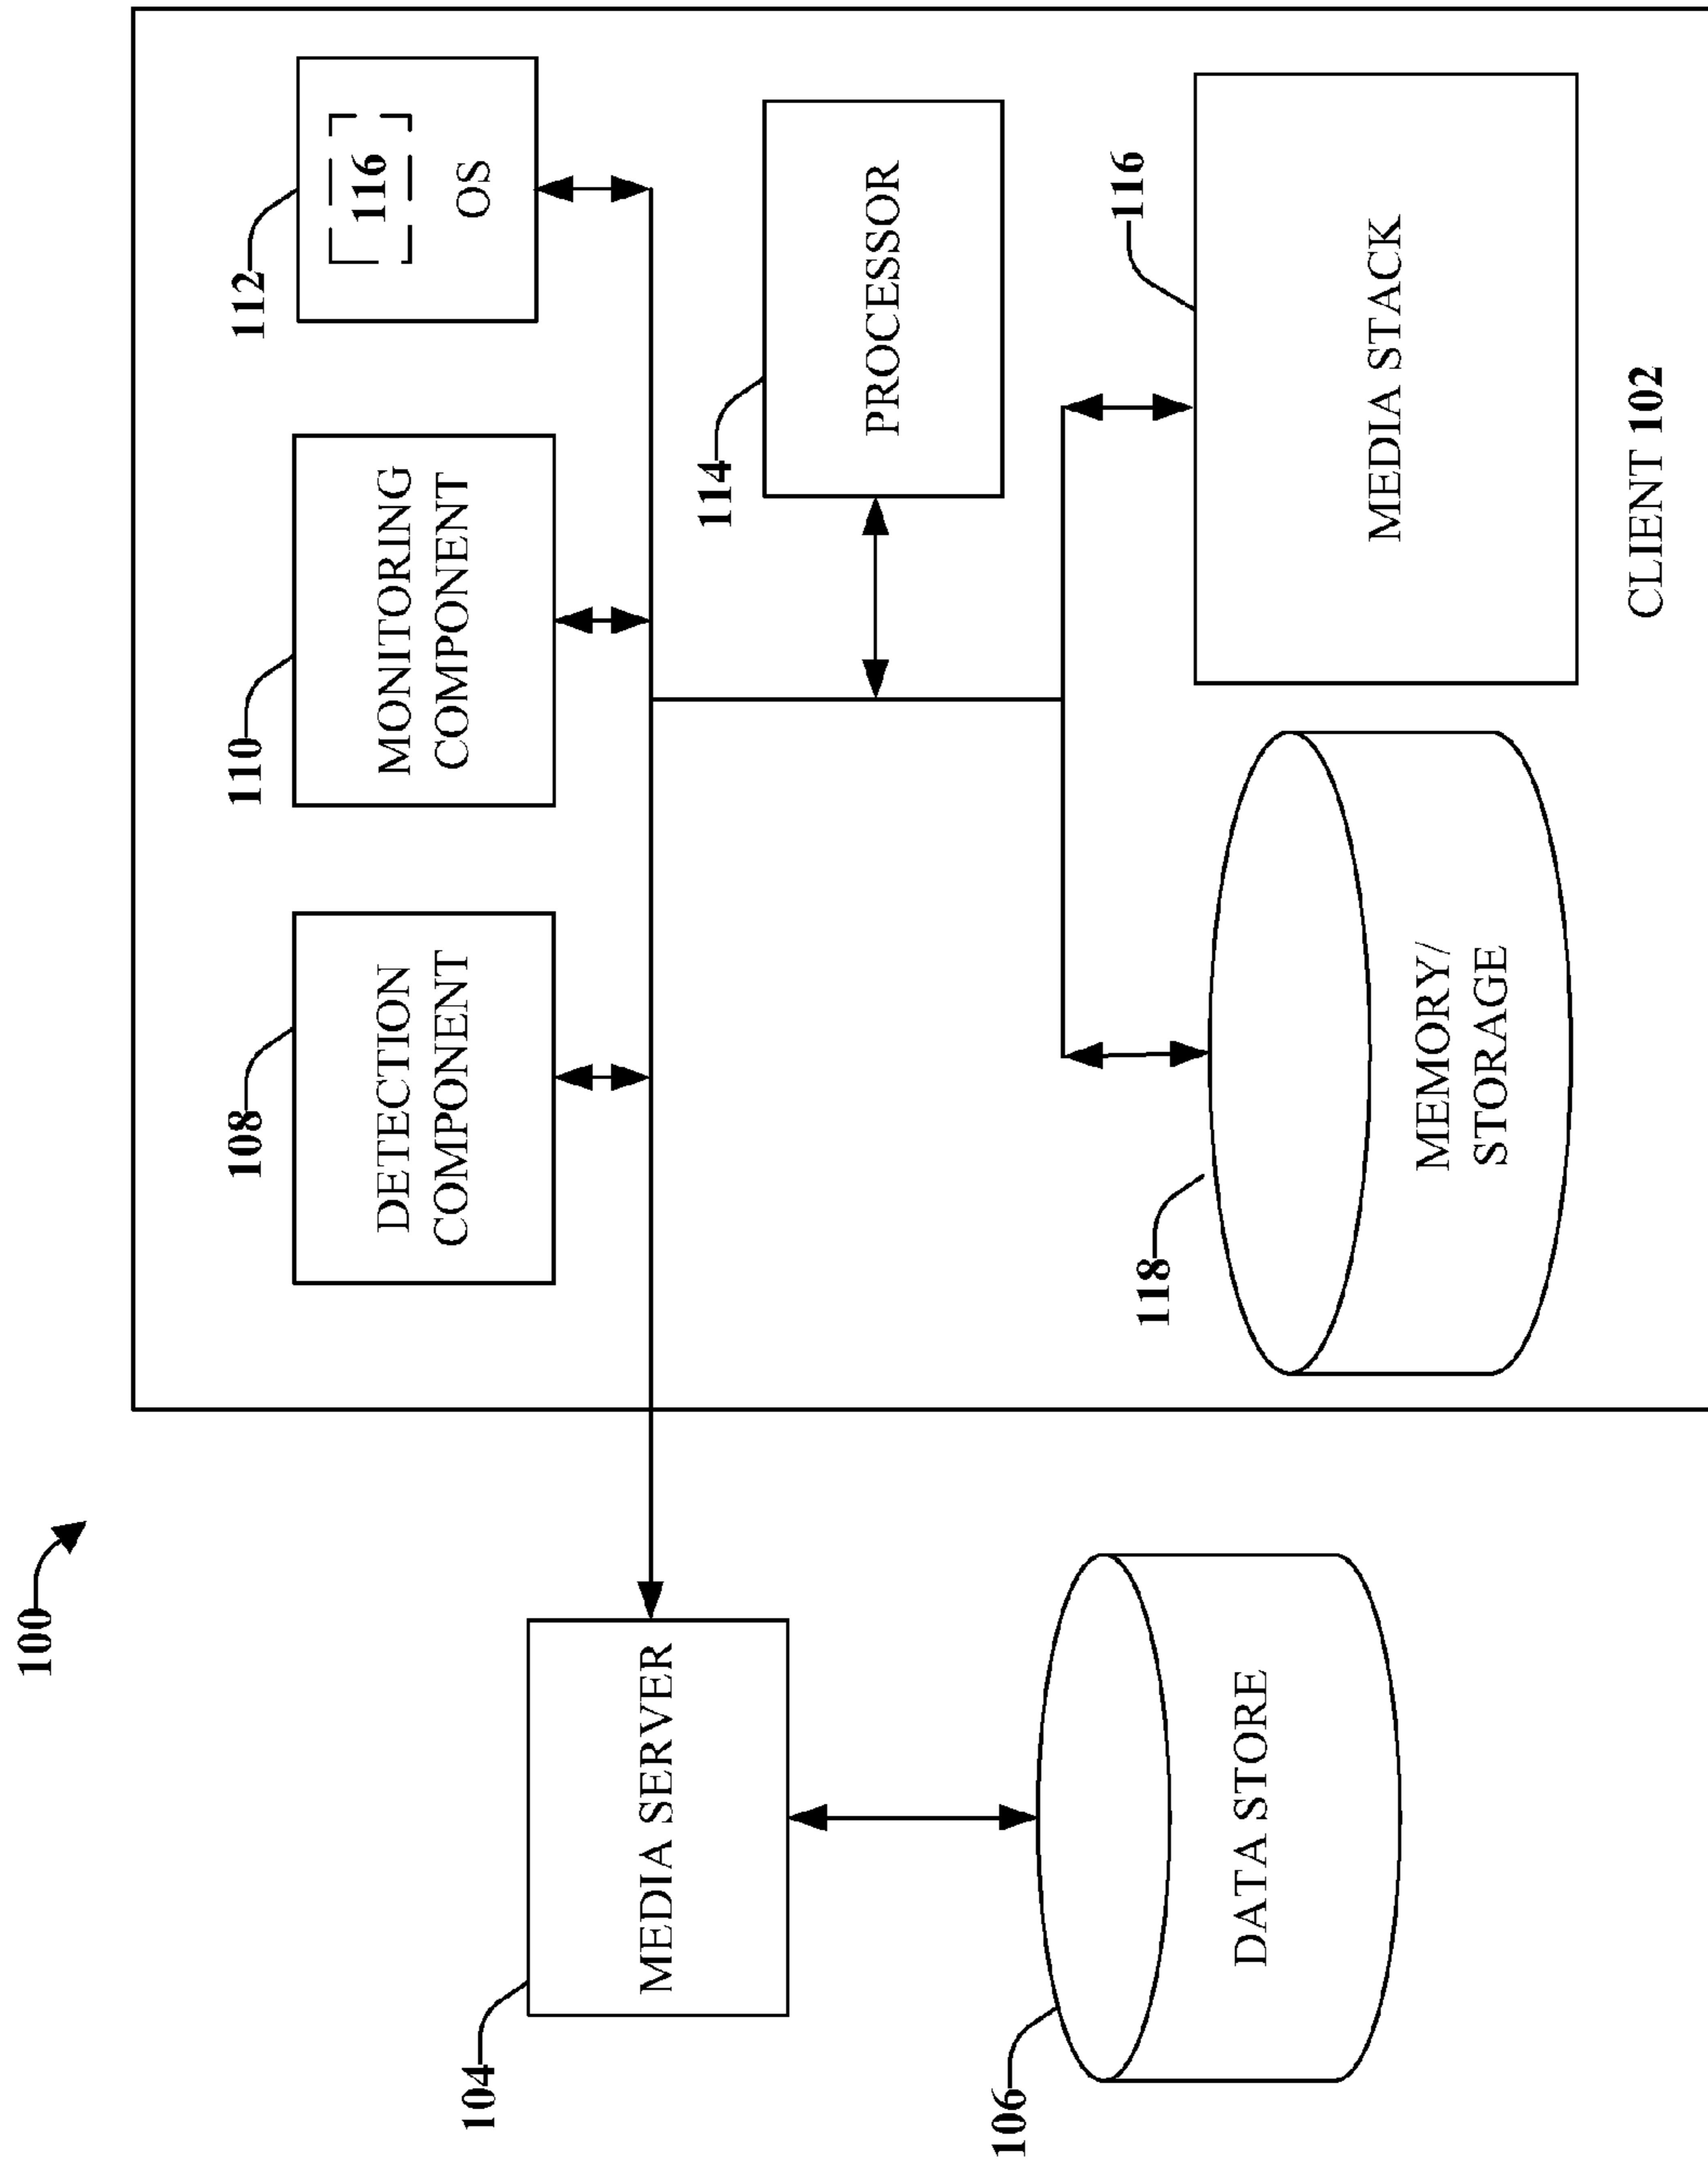 100
104
MEDIA SERVER
106
DATA STORE
108
DETECTION
COMPONENT
110
MONITORING
COMPONENT
112
116
OS
114
PROCESSOR
118
MEMORY/
STORAGE
116
MEDIA STACK
CLIENT 102